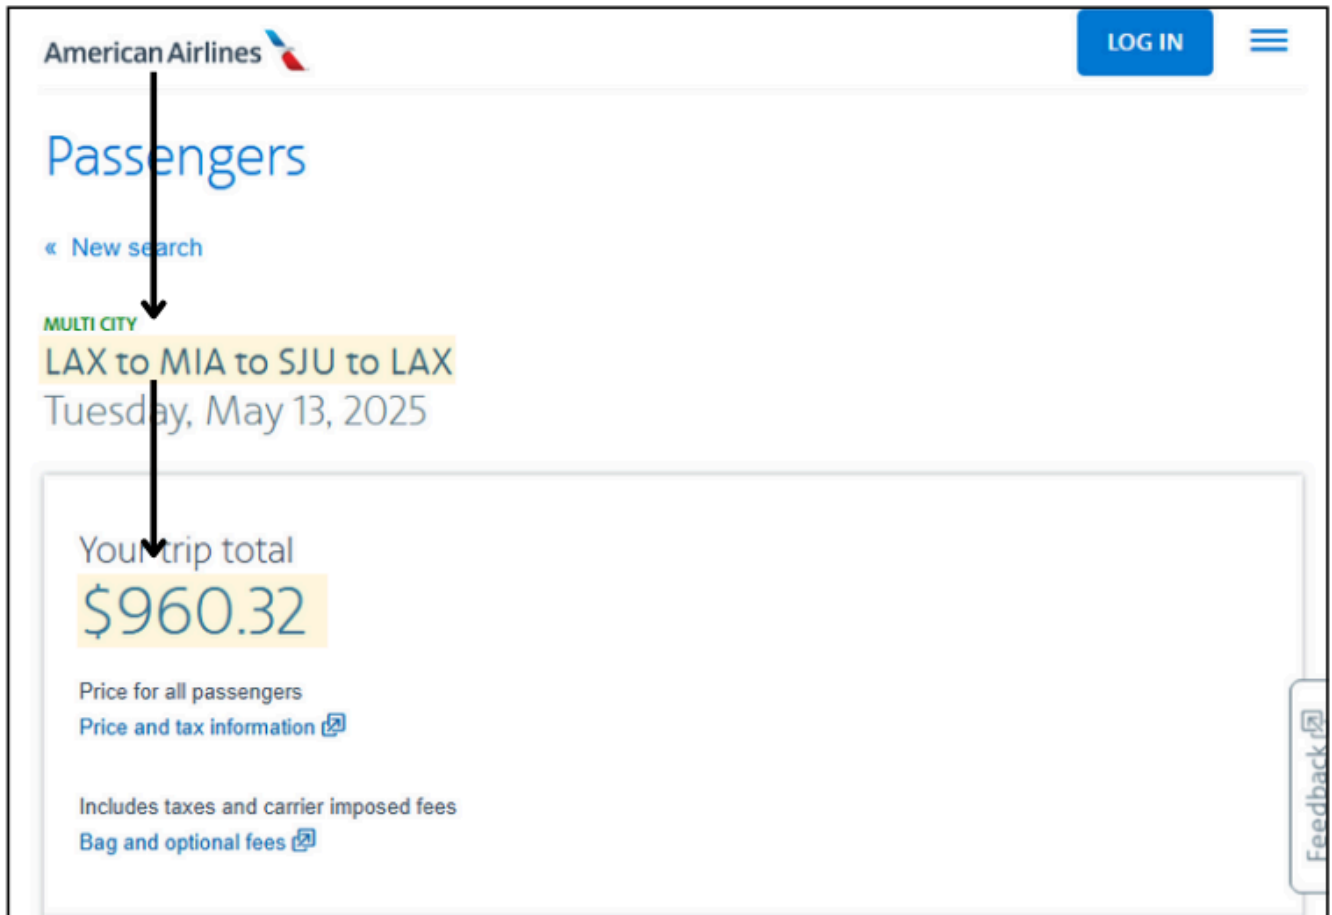 American Airlines
LOG IN
Passengers
« New search
MULTI CITY
LAX to MIA to SJU to LAX
Tuesday, May 13, 2025
Your trip total
$960.32
Price for all passengers
Price and tax information
Includes taxes and carrier imposed fees
Bag and optional fees
Feedback